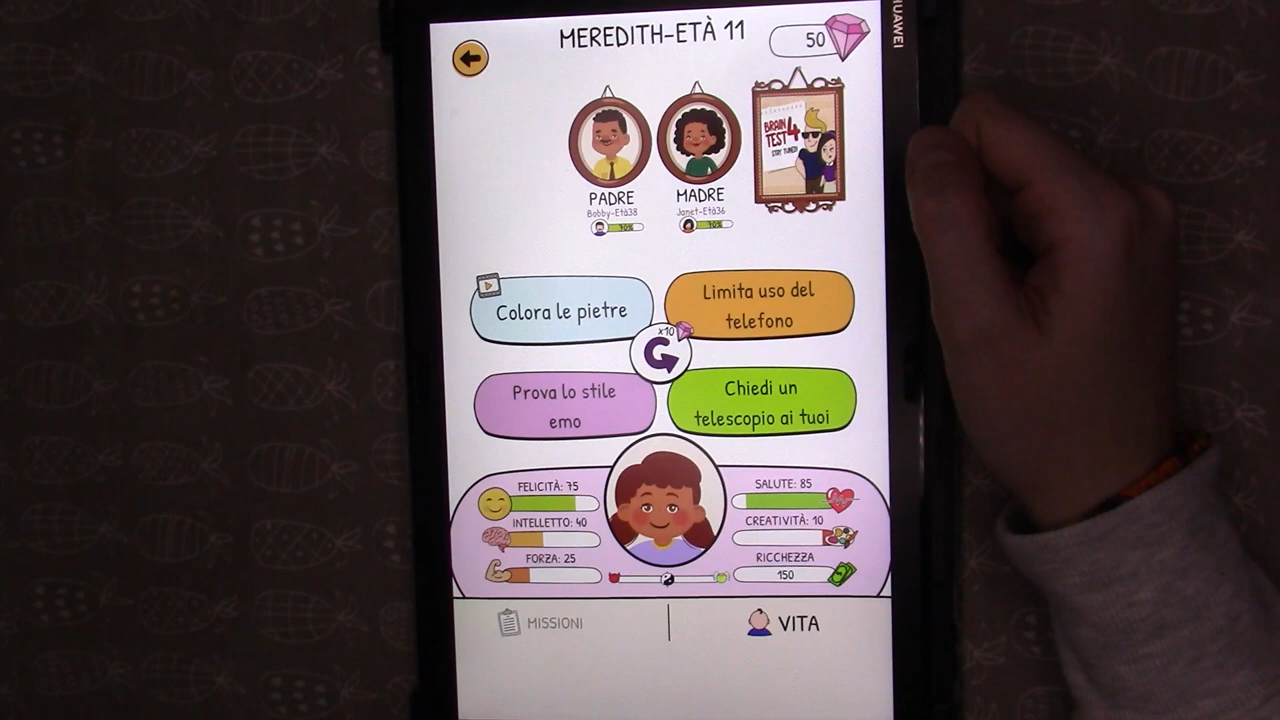 MEREDITH-ETÀ 11
50
HUAWEI
BRAIN
TEST 4
STAY TUNED!
PADRE
MADRE
Bobby-Età38
Janet-Età36
70%
70%
Colora le pietre
Limita uso del
telefono
x10
Prova lo stile
emo
Chiedi un
telescopio ai tuoi
FELICITÀ: 75
SALUTE: 85
INTELLETTO: 40
CREATIVITÀ: 10
FORZA: 25
RICCHEZZA
150
MISSIONI
VITA